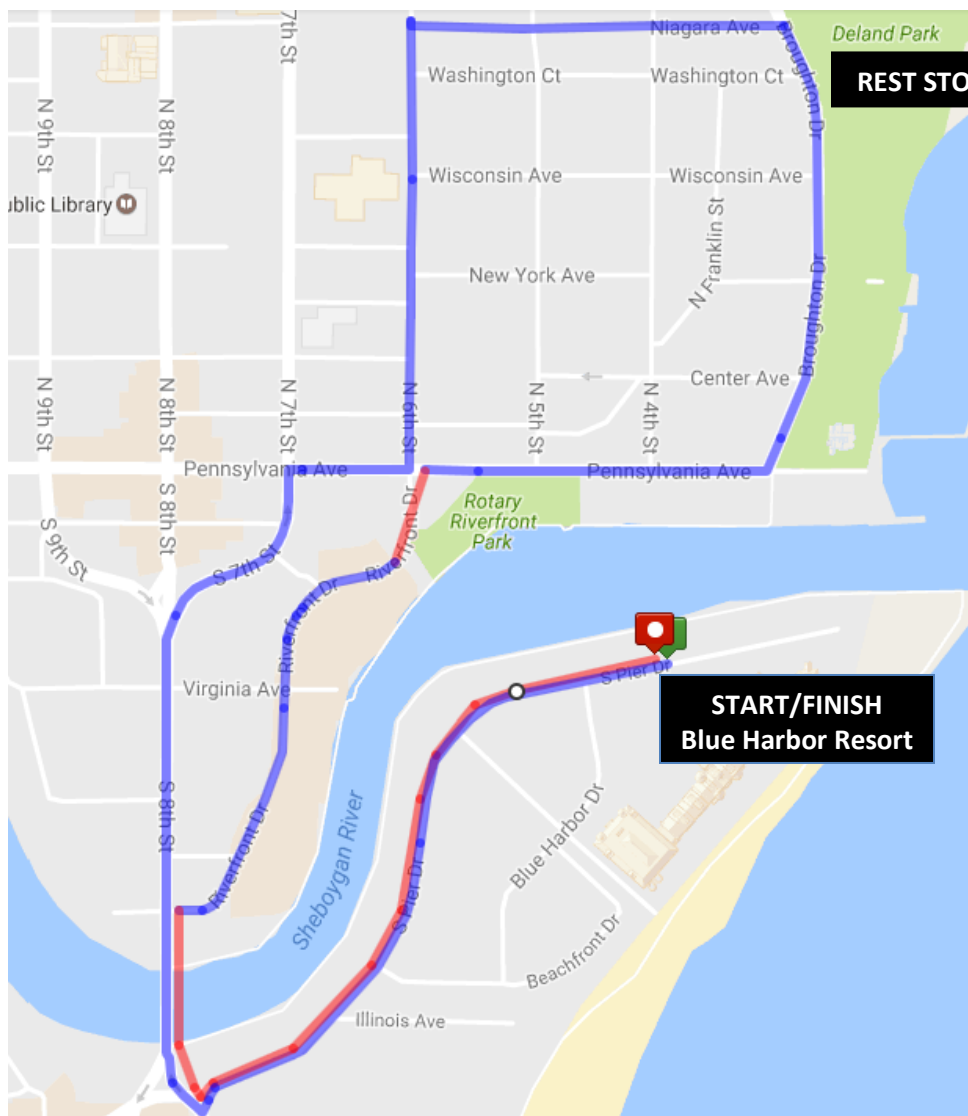 7th St
Niagara Ave
Deland Park
Washington Ct
Washington Ct
Broughton Dr
REST STO
N 9th St
N 8th St
Wisconsin Ave
Wisconsin Ave
ublic Library
N Franklin St
New York Ave
Broughton Dr
Center Ave
N 9th St
N 8th St
N 7th St
N 6th St
N 5th St
N 4th St
Pennsylvania Ave
Pennsylvania Ave
S 8th St
Rotary
Riverfront
Park
Riverfront Dr
S 9th St
S 7th St
Riverfront Dr
Virginia Ave
S Pier Dr
START/FINISH
Blue Harbor Resort
S 8th St
Riverfront Dr
Sheboygan River
S Pier Dr
Blue Harbor Dr
Beachfront Dr
Illinois Ave